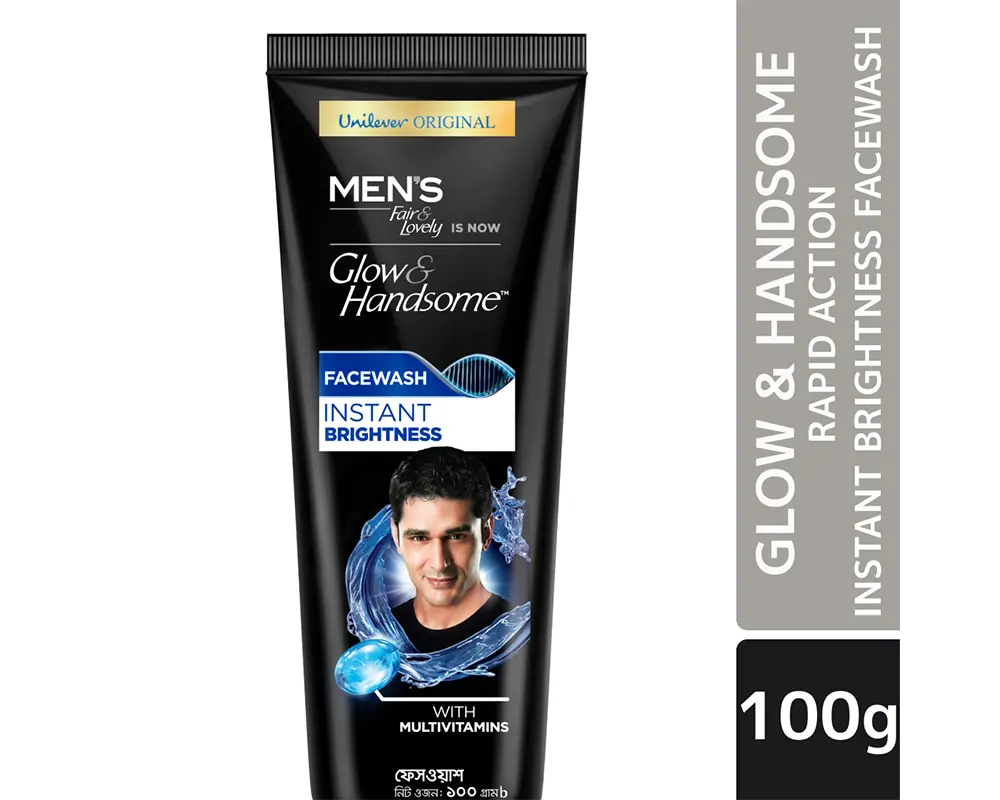 Unilever ORIGINAL
MEN'S
Fair &
Lovely IS NOW
Glow &
Handsome™
FACEWASH
INSTANT
BRIGHTNESS
WITH
MULTIVITAMINS
ফেসওয়াশ
নিট ওজন: ১০০ গ্রামb
GLOW & HANDSOME
RAPID ACTION
INSTANT BRIGHTNESS FACEWASH
100g